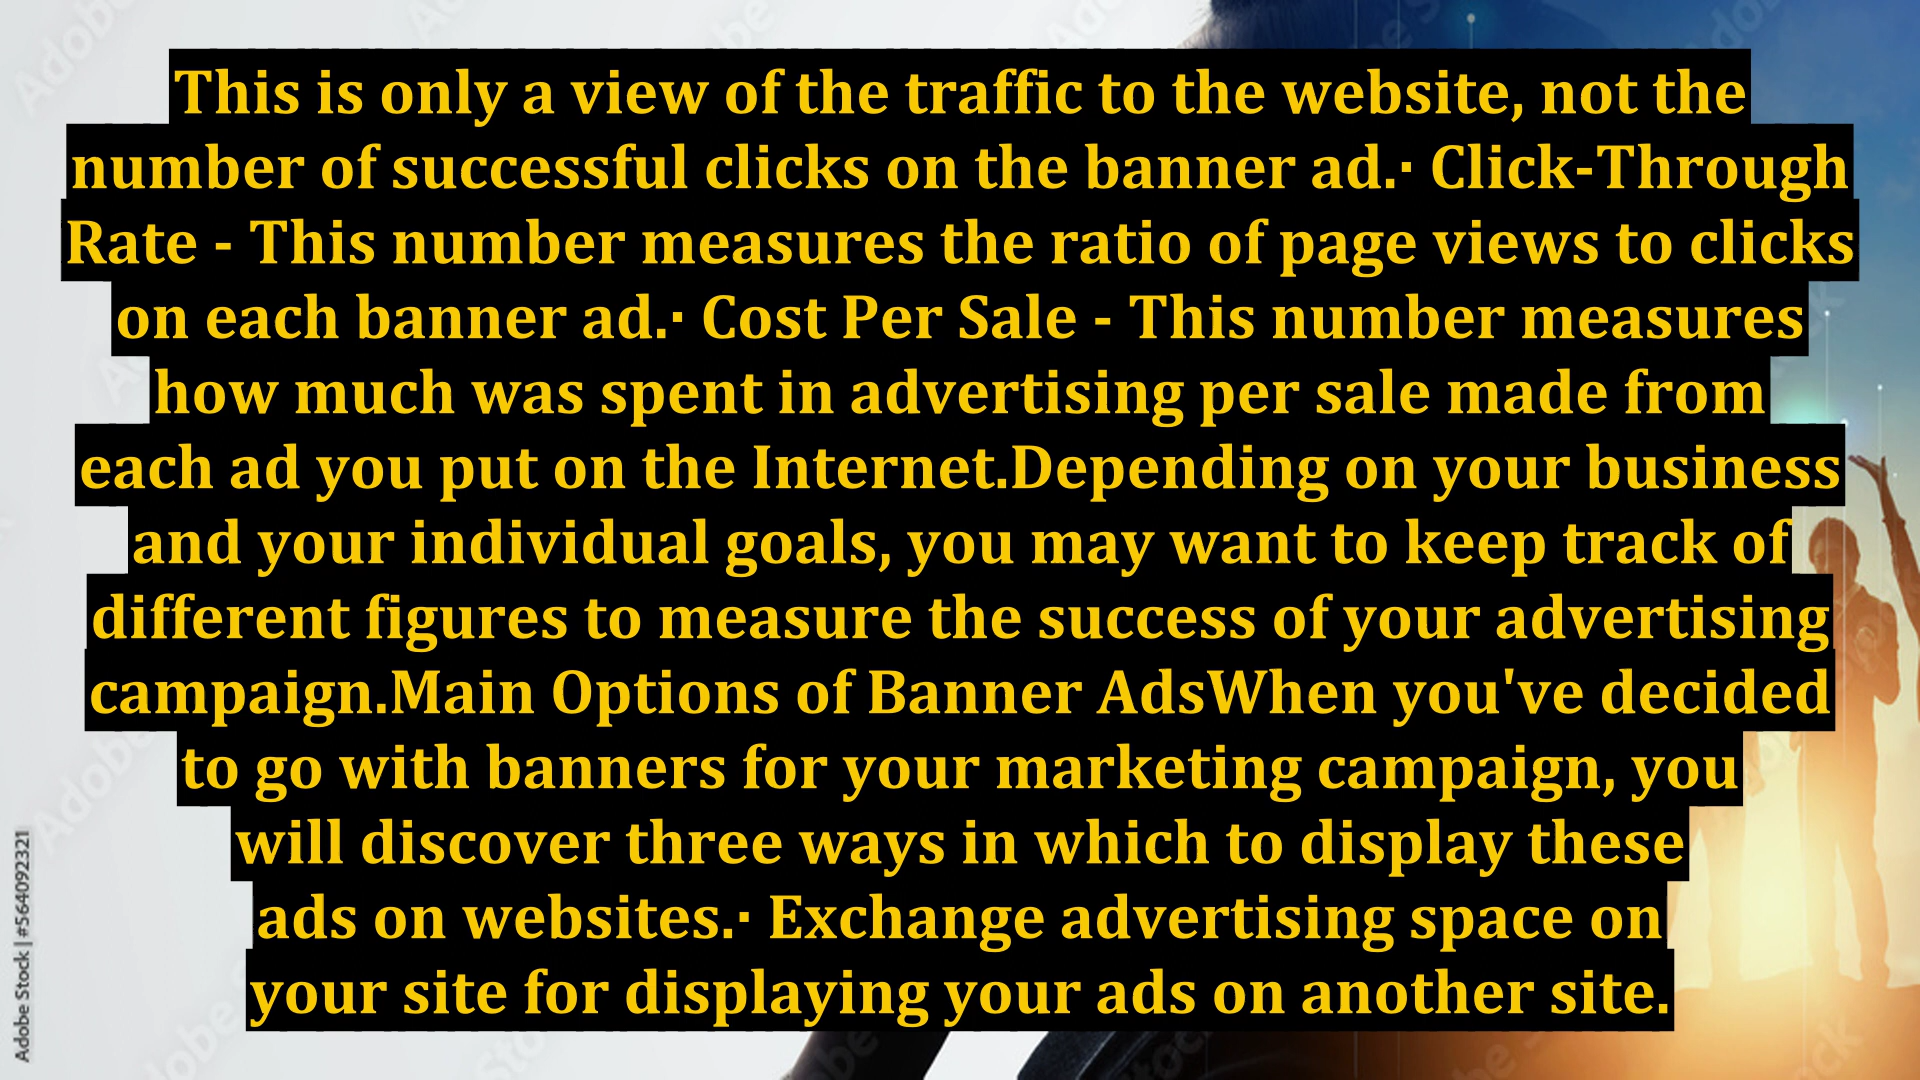 This is only a view of the traffic to the website, not the
number of successful clicks on the banner ad.· Click-Through
Rate - This number measures the ratio of page views to clicks
on each banner ad.· Cost Per Sale - This number measures
how much was spent in advertising per sale made from
each ad you put on the Internet.Depending on your business
and your individual goals, you may want to keep track of
different figures to measure the success of your advertising
campaign.Main Options of Banner AdsWhen you've decided
to go with banners for your marketing campaign, you
will discover three ways in which to display these
ads on websites.· Exchange advertising space on
your site for displaying your ads on another site.
Adobe Stock | #564092321